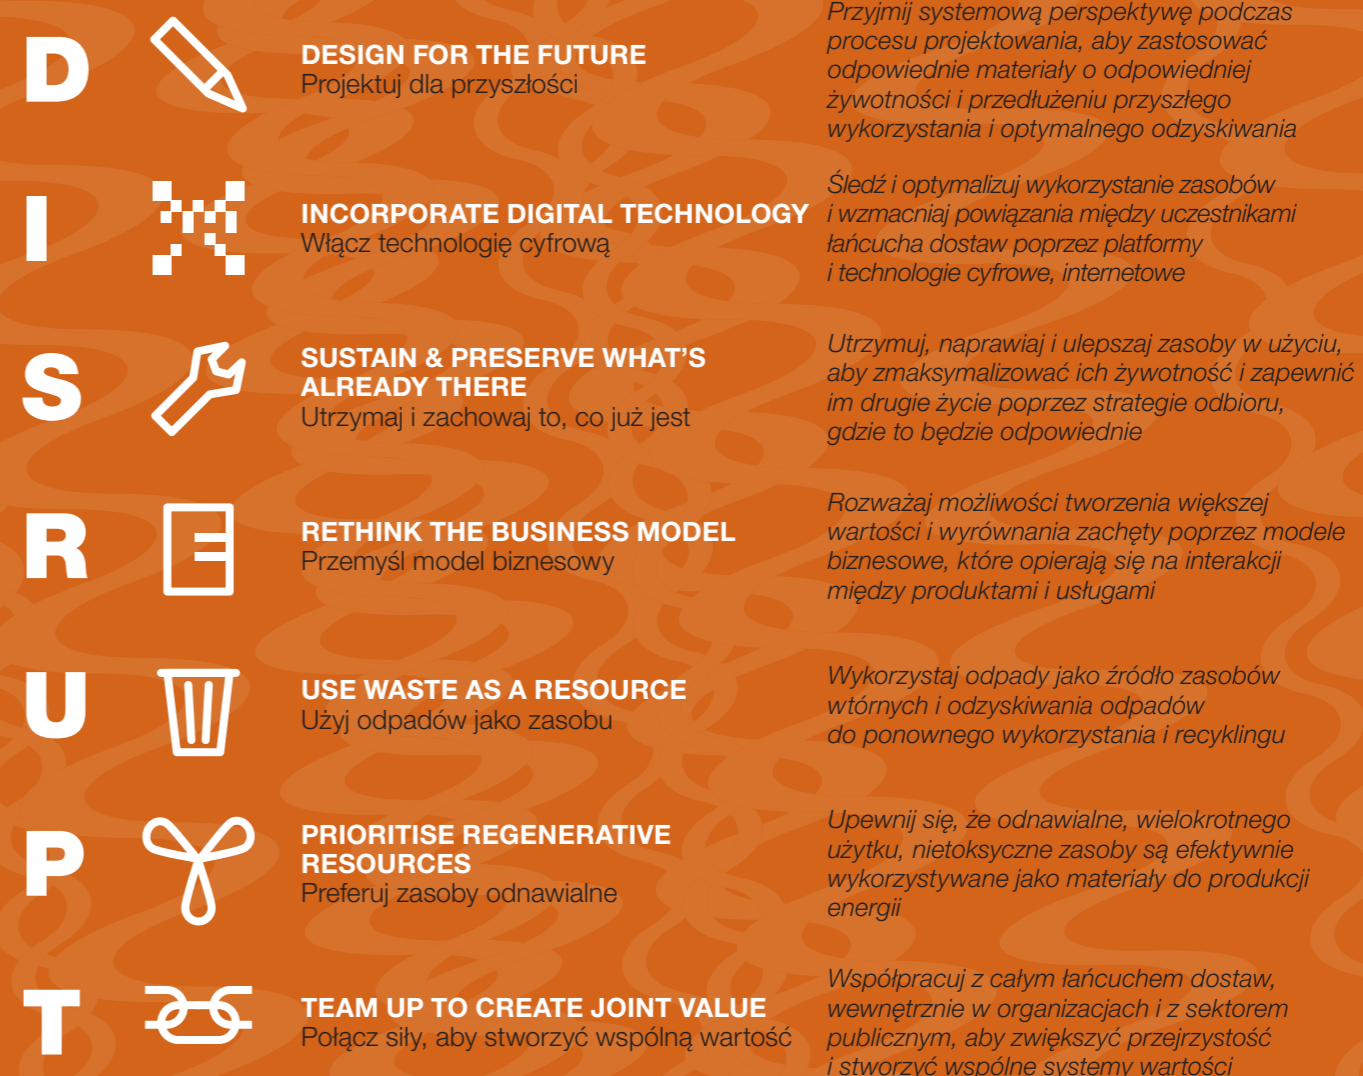 D
DESIGN FOR THE FUTURE
Projektuj dla przyszłości
Przyjmij systemową perspektywę podczas
procesu projektowania, aby zastosować
odpowiednie materiały o odpowiedniej
żywotności i przedłużeniu przyszłego
wykorzystania i optymalnego odzyskiwania
I
INCORPORATE DIGITAL TECHNOLOGY
Włącz technologię cyfrową
Śledź i optymalizuj wykorzystanie zasobów
i wzmacniaj powiązania między uczestnikami
łańcucha dostaw poprzez platformy
i technologie cyfrowe, internetowe
S
SUSTAIN & PRESERVE WHAT'S
ALREADY THERE
Utrzymaj i zachowaj to, co już jest
Utrzymuj, naprawiaj i ulepszaj zasoby w użyciu,
aby zmaksymalizować ich żywotność i zapewnić
im drugie życie poprzez strategie odbioru,
gdzie to będzie odpowiednie
R
RETHINK THE BUSINESS MODEL
Przemyśl model biznesowy
Rozważaj możliwości tworzenia większej
wartości i wyrównania zachęty poprzez modele
biznesowe, które opierają się na interakcji
między produktami i usługami
U
USE WASTE AS A RESOURCE
Użyj odpadów jako zasobu
Wykorzystaj odpady jako źródło zasobów
wtórnych i odzyskiwania odpadów
do ponownego wykorzystania i recyklingu
P
PRIORITISE REGENERATIVE
RESOURCES
Preferuj zasoby odnawialne
Upewnij się, że odnawialne, wielokrotnego
użytku, nietoksyczne zasoby są efektywnie
wykorzystywane jako materiały do produkcji
energii
T
TEAM UP TO CREATE JOINT VALUE
Połącz siły, aby stworzyć wspólną wartość
Współpracuj z całym łańcuchem dostaw,
wewnętrznie w organizacjach i z sektorem
publicznym, aby zwiększyć przejrzystość
i stworzyć wspólne systemy wartości